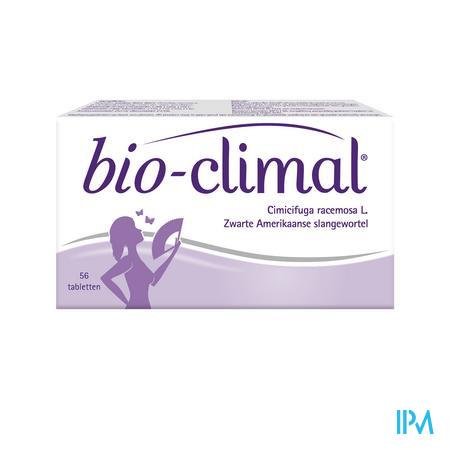 bio-climal®
Cimicifuga racemosa L.
Zwarte Amerikaanse slangewortel
56
tabletten
IPM